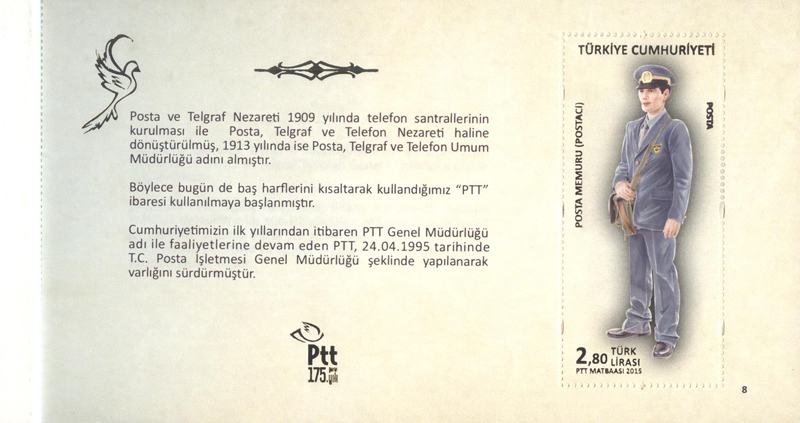 Posta ve Telgraf Nezareti 1909 yılında telefon santrallerinin
kurulması ile Posta, Telgraf ve Telefon Nezareti haline
dönüştürülmüş, 1913 yılında ise Posta, Telgraf ve Telefon Umum
Müdürlüğü adını almıştır.
Böylece bugün de baş harflerini kısaltarak kullandığımız “PTT”
ibaresi kullanılmaya başlanmıştır.
Cumhuriyetimizin ilk yıllarından itibaren PTT Genel Müdürlüğü
adı ile faaliyetlerine devam eden PTT, 24.04.1995 tarihinde
T.C. Posta İşletmesi Genel Müdürlüğü şeklinde yapılanarak
varlığını sürdürmüştür.
Ptt
175.yılı
TÜRKİYE CUMHURİYETİ
POSTA MEMURU (POSTACI)
POSTA
2,80 TÜRK
LİRASI
PTT MATBAASI 2015
8